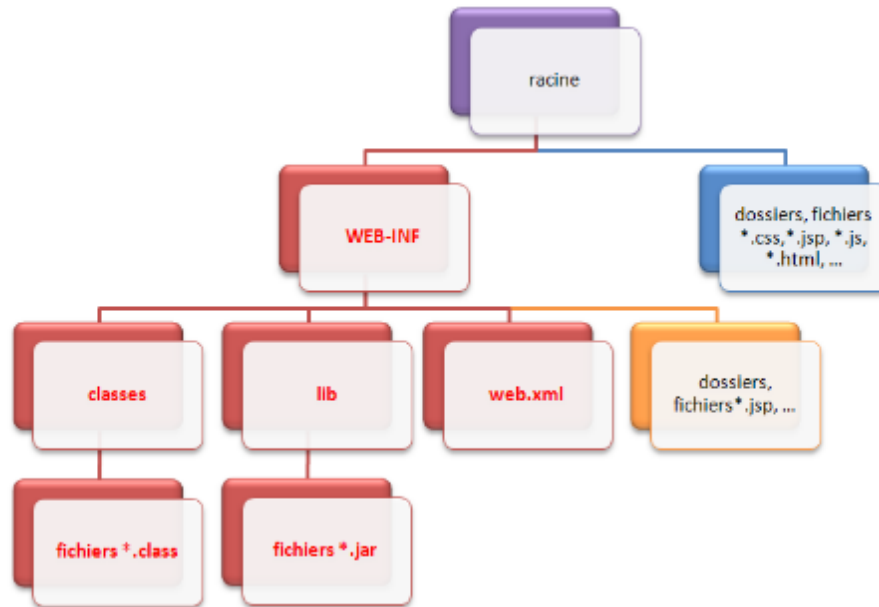 racine
WEB-INF
dossiers, fichiers
*.css,*.jsp, *.js,
*.html, ...
classes
lib
web.xml
dossiers,
fichiers*.jsp, ...
fichiers *.class
fichiers *.jar